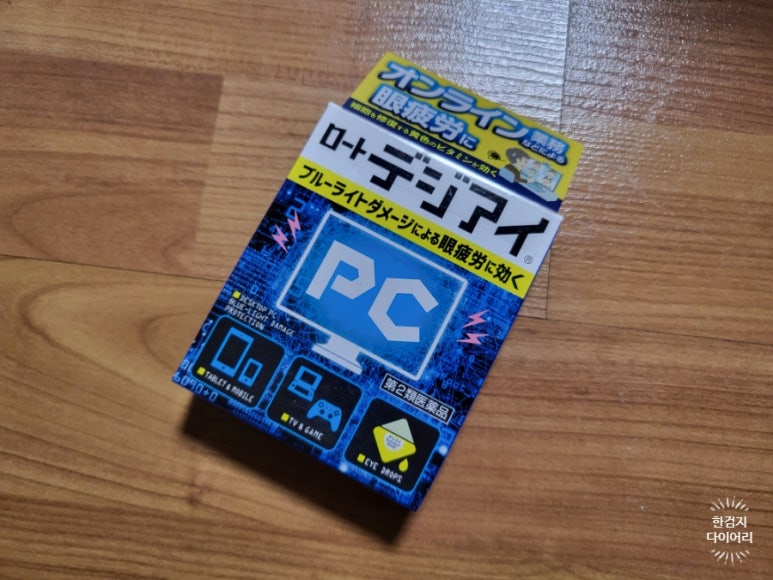 オンライン業務などによる
眼疲労に
細胞を修復する黄色のビタミンが効く
ロート デジアイ®
ブルーライトダメージによる眼疲労に効く
PC
DESKTOP PC
BLUE-LIGHT DAMAGE
PROTECTION
TABLET & MOBILE
TV & GAME
第2類医薬品
EYE DROPS
한검지
다이어리